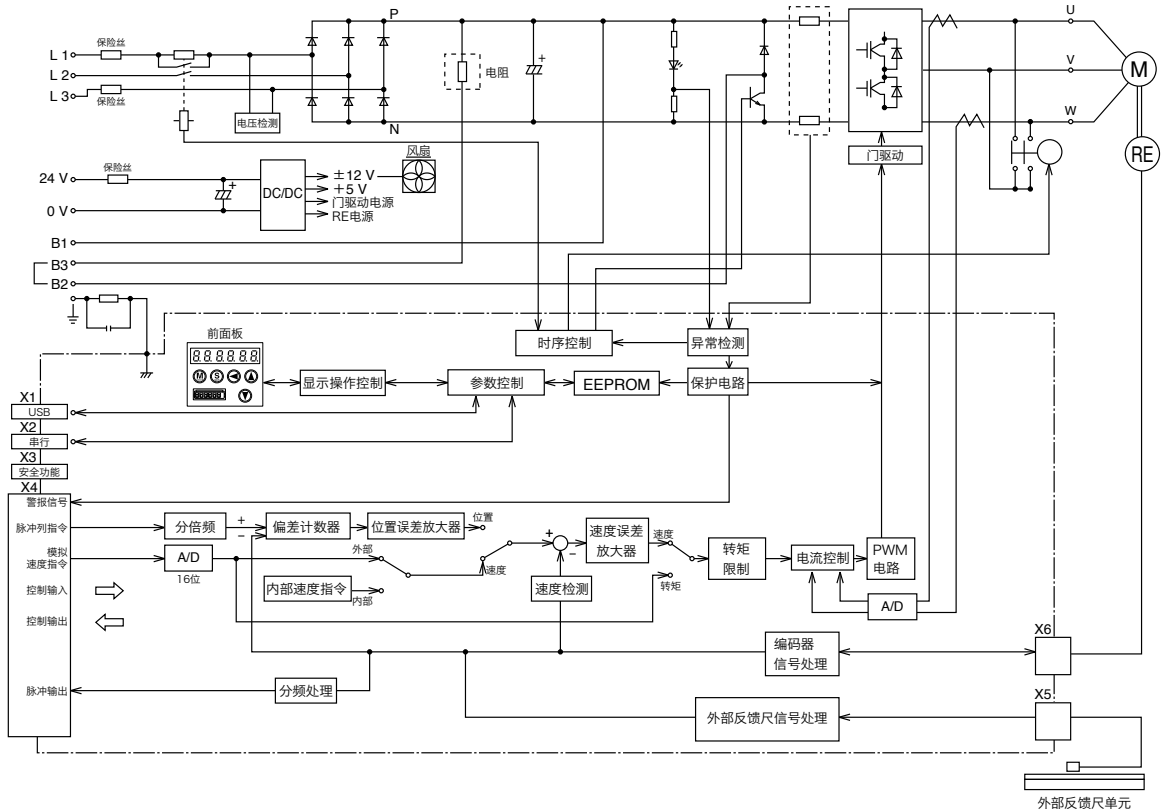 P
U
保险丝
L 1
L 2
电阻
V
M
L 3
保险丝
电压检测
N
W
门驱动
RE
风扇
保险丝
24 V
±12 V
DC/DC
+5 V
门驱动电源
0 V
RE电源
B1
B3
B2
前面板
时序控制
异常检测
8.8.8.8.8.8.
M S
显示操作控制
参数控制
EEPROM
保护电路
X1
USB
X2
串行
X3
安全功能
X4
警报信号
脉冲列指令
分倍频
+
−
偏差计数器
位置误差放大器
位置
模拟
速度指令
A/D
16位
外部
内部速度指令
内部
速度
+
−
速度误差
放大器
速度
转矩
速度检测
转矩
限制
电流控制
PWM
电路
A/D
控制输入
控制输出
X6
编码器
信号处理
脉冲输出
分频处理
X5
外部反馈尺信号处理
外部反馈尺单元